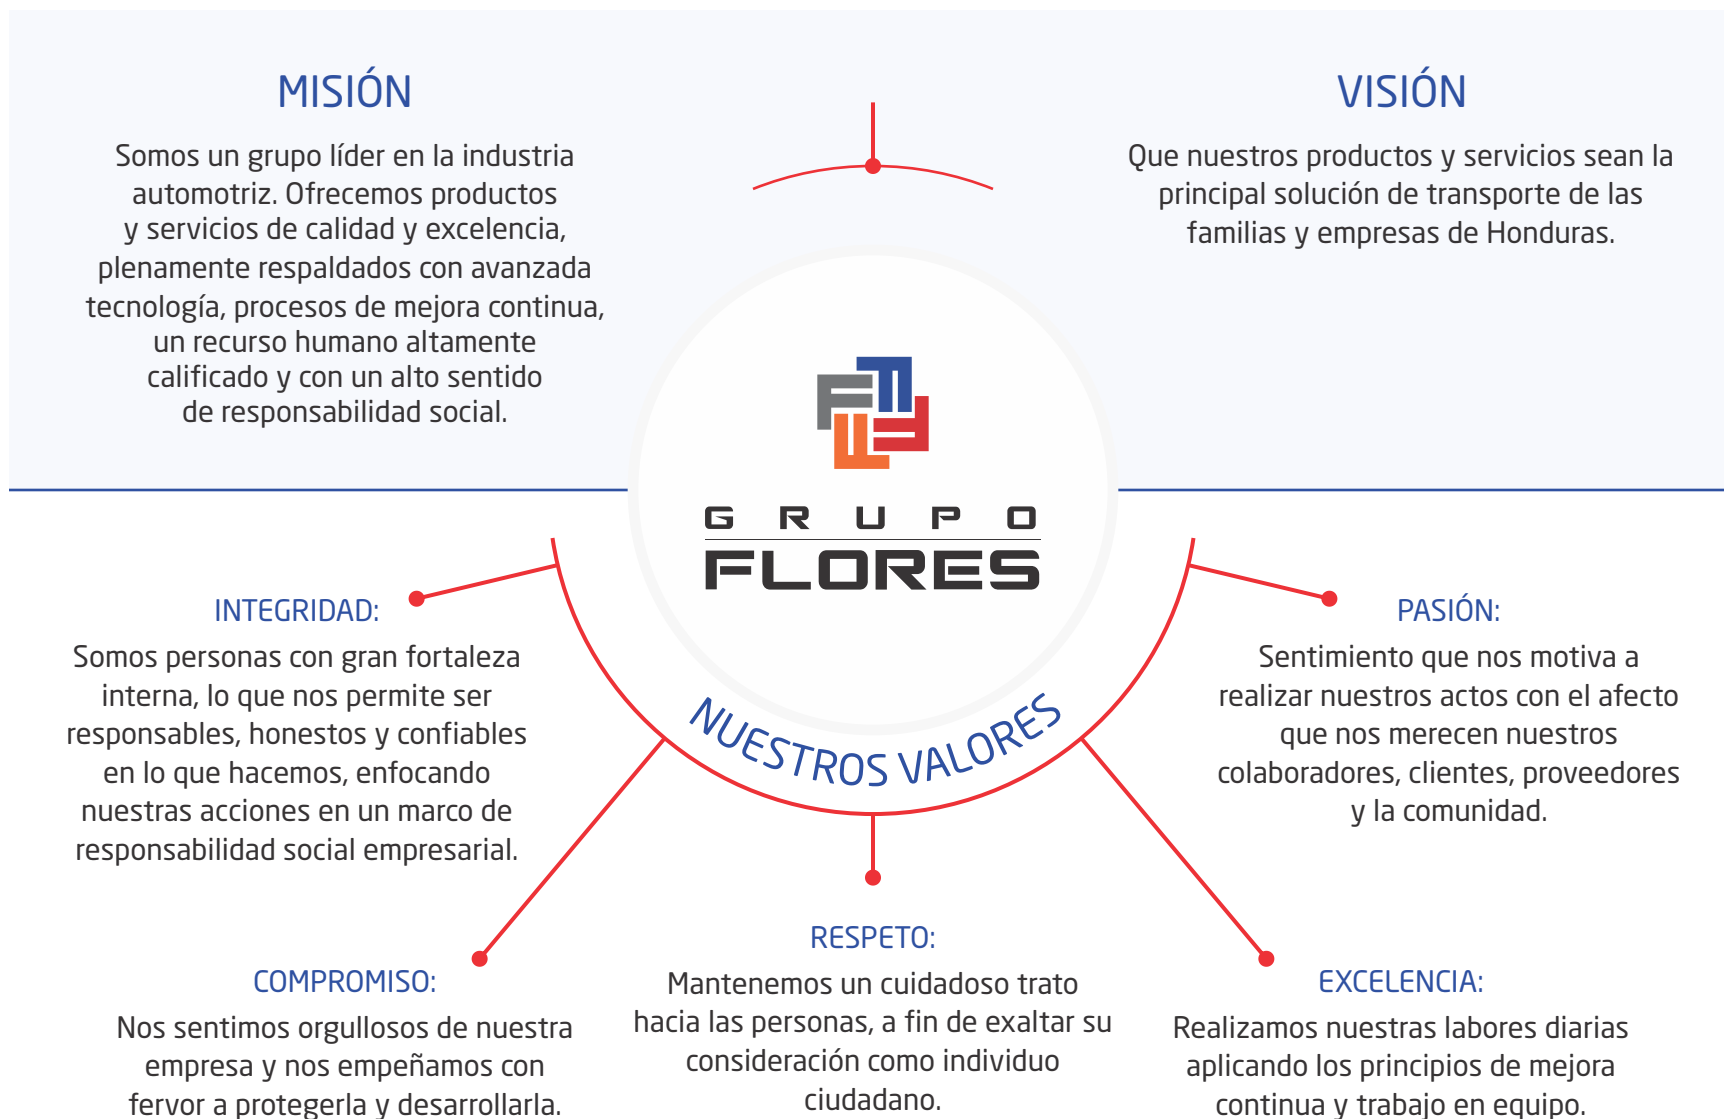 MISIÓN
Somos un grupo líder en la industria
automotriz. Ofrecemos productos
y servicios de calidad y excelencia,
plenamente respaldados con avanzada
tecnología, procesos de mejora continua,
un recurso humano altamente
calificado y con un alto sentido
de responsabilidad social.
VISIÓN
Que nuestros productos y servicios sean la
principal solución de transporte de las
familias y empresas de Honduras.
GRUPO
FLORES
NUESTROS VALORES
INTEGRIDAD:
Somos personas con gran fortaleza
interna, lo que nos permite ser
responsables, honestos y confiables
en lo que hacemos, enfocando
nuestras acciones en un marco de
responsabilidad social empresarial.
COMPROMISO:
Nos sentimos orgullosos de nuestra
empresa y nos empeñamos con
fervor a protegerla y desarrollarla.
RESPETO:
Mantenemos un cuidadoso trato
hacia las personas, a fin de exaltar su
consideración como individuo
ciudadano.
EXCELENCIA:
Realizamos nuestras labores diarias
aplicando los principios de mejora
continua y trabajo en equipo.
PASIÓN:
Sentimiento que nos motiva a
realizar nuestros actos con el afecto
que nos merecen nuestros
colaboradores, clientes, proveedores
y la comunidad.